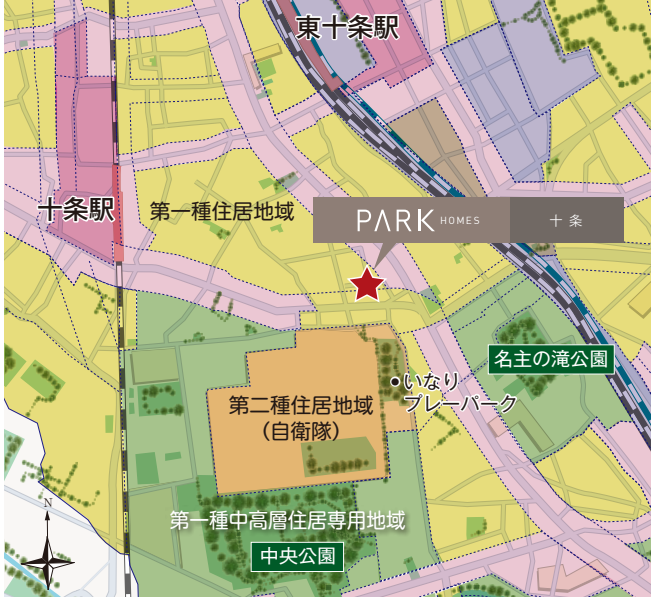 東十条駅
十条駅
第一種住居地域
PARK HOMES 十条
名主の滝公園
いなり
プレーパーク
第二種住居地域
(自衛隊)
第一種中高層住居専用地域
中央公園
N